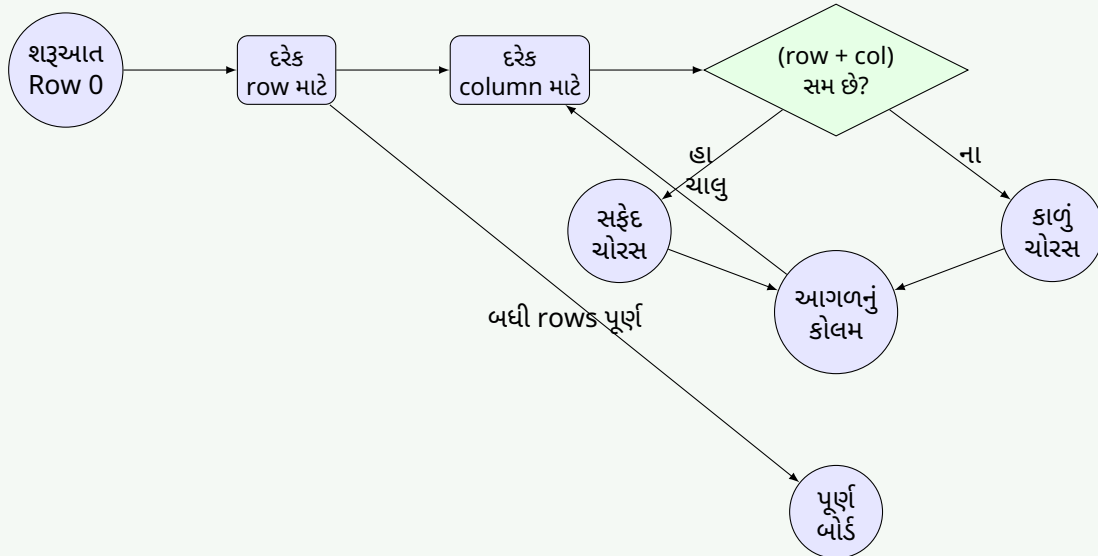 શરૂઆત
Row 0
દરેક
row માટે
દરેક
column માટે
(row + col)
સમ છે?
હા
ના
ચાલુ
સફેદ
ચોરસ
કાળું
ચોરસ
આગળનું
કોલમ
બધી rows પૂર્ણ
પૂર્ણ
બોર્ડ